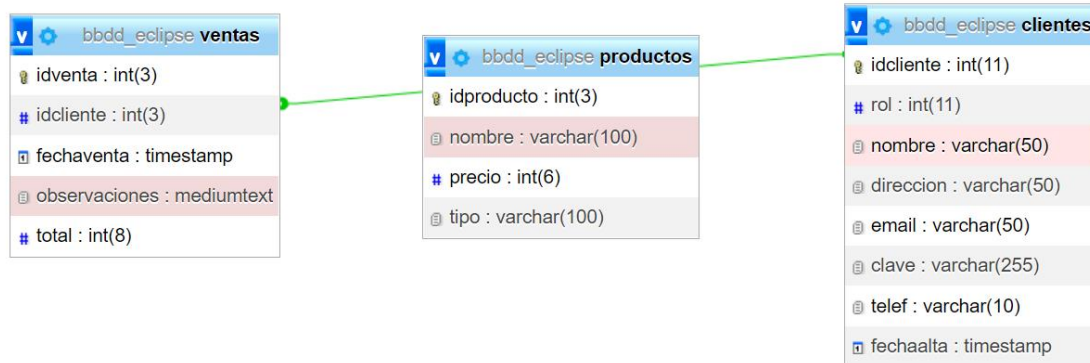 v bbdd_eclipse ventas
idventa : int(3)
# idcliente : int(3)
fechaventa : timestamp
observaciones : mediumtext
# total : int(8)
v bbdd_eclipse productos
idproducto : int(3)
nombre : varchar(100)
# precio : int(6)
tipo : varchar(100)
v bbdd_eclipse clientes
idcliente : int(11)
# rol : int(11)
nombre : varchar(50)
direccion : varchar(50)
email : varchar(50)
clave : varchar(255)
telef : varchar(10)
fechaalta : timestamp